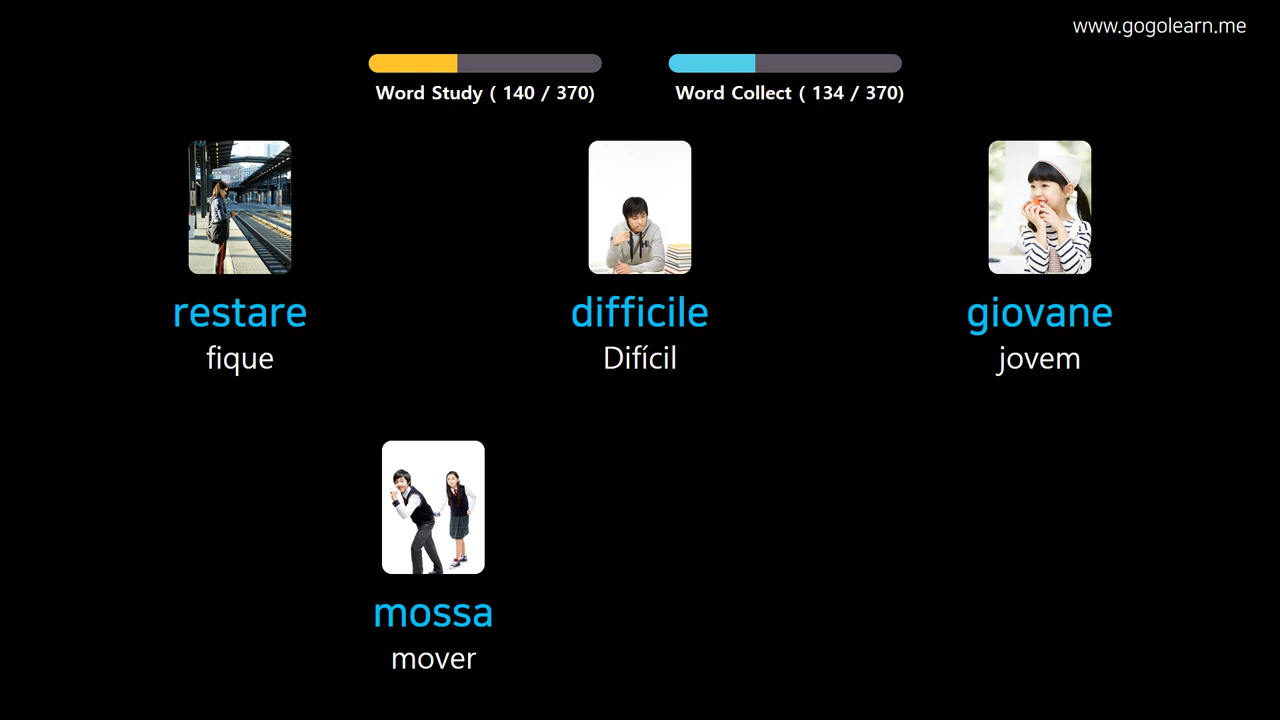 www.gogolearn.me
Word Study ( 140 / 370)
Word Collect ( 134 / 370)
restare
fique
difficile
Difícil
giovane
jovem
mossa
mover